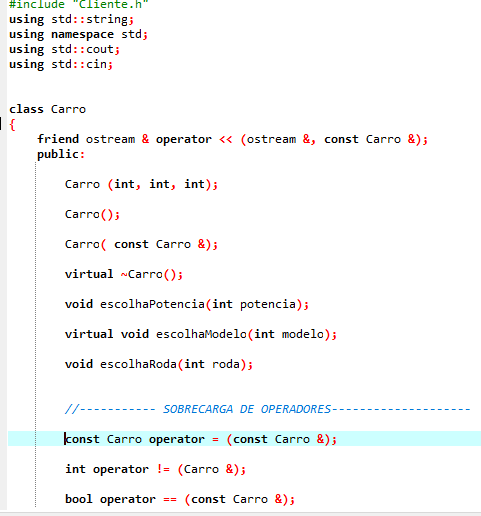 #include "Cliente.h"
using std::string;
using namespace std;
using std::cout;
using std::cin;
class Carro
{
friend ostream & operator << (ostream &, const Carro &);
public:
Carro (int, int, int);
Carro();
Carro( const Carro &);
virtual ~Carro();
void escolhaPotencia(int potencia);
virtual void escolhaModelo(int modelo);
void escolhaRoda(int roda);
//----------- SOBRECARGA DE OPERADORES--------------------
const Carro operator = (const Carro &);
int operator != (Carro &);
bool operator == (const Carro &);